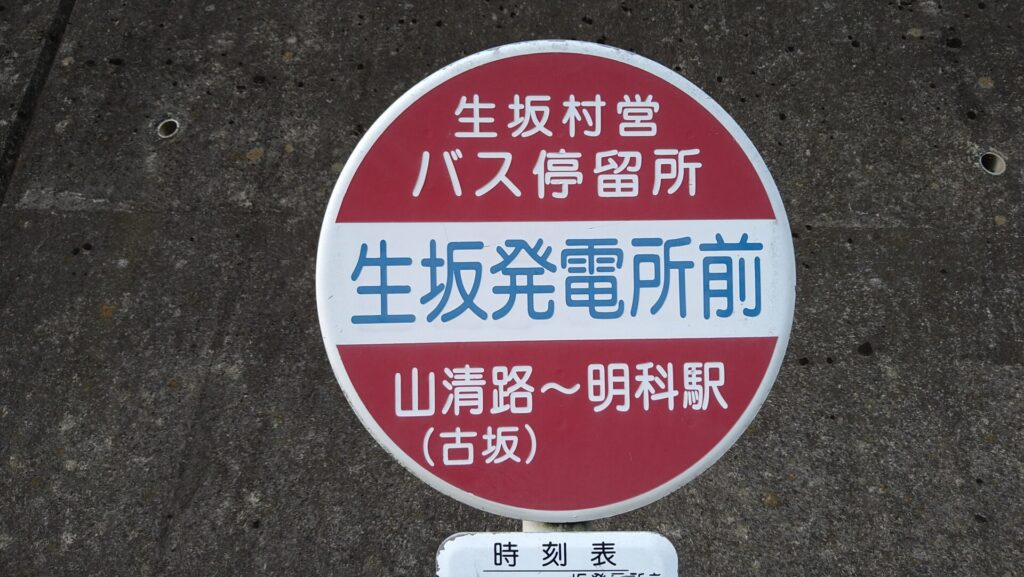 生坂村営
バス停留所
生坂発電所前
山清路～明科駅
(古坂)
時刻表